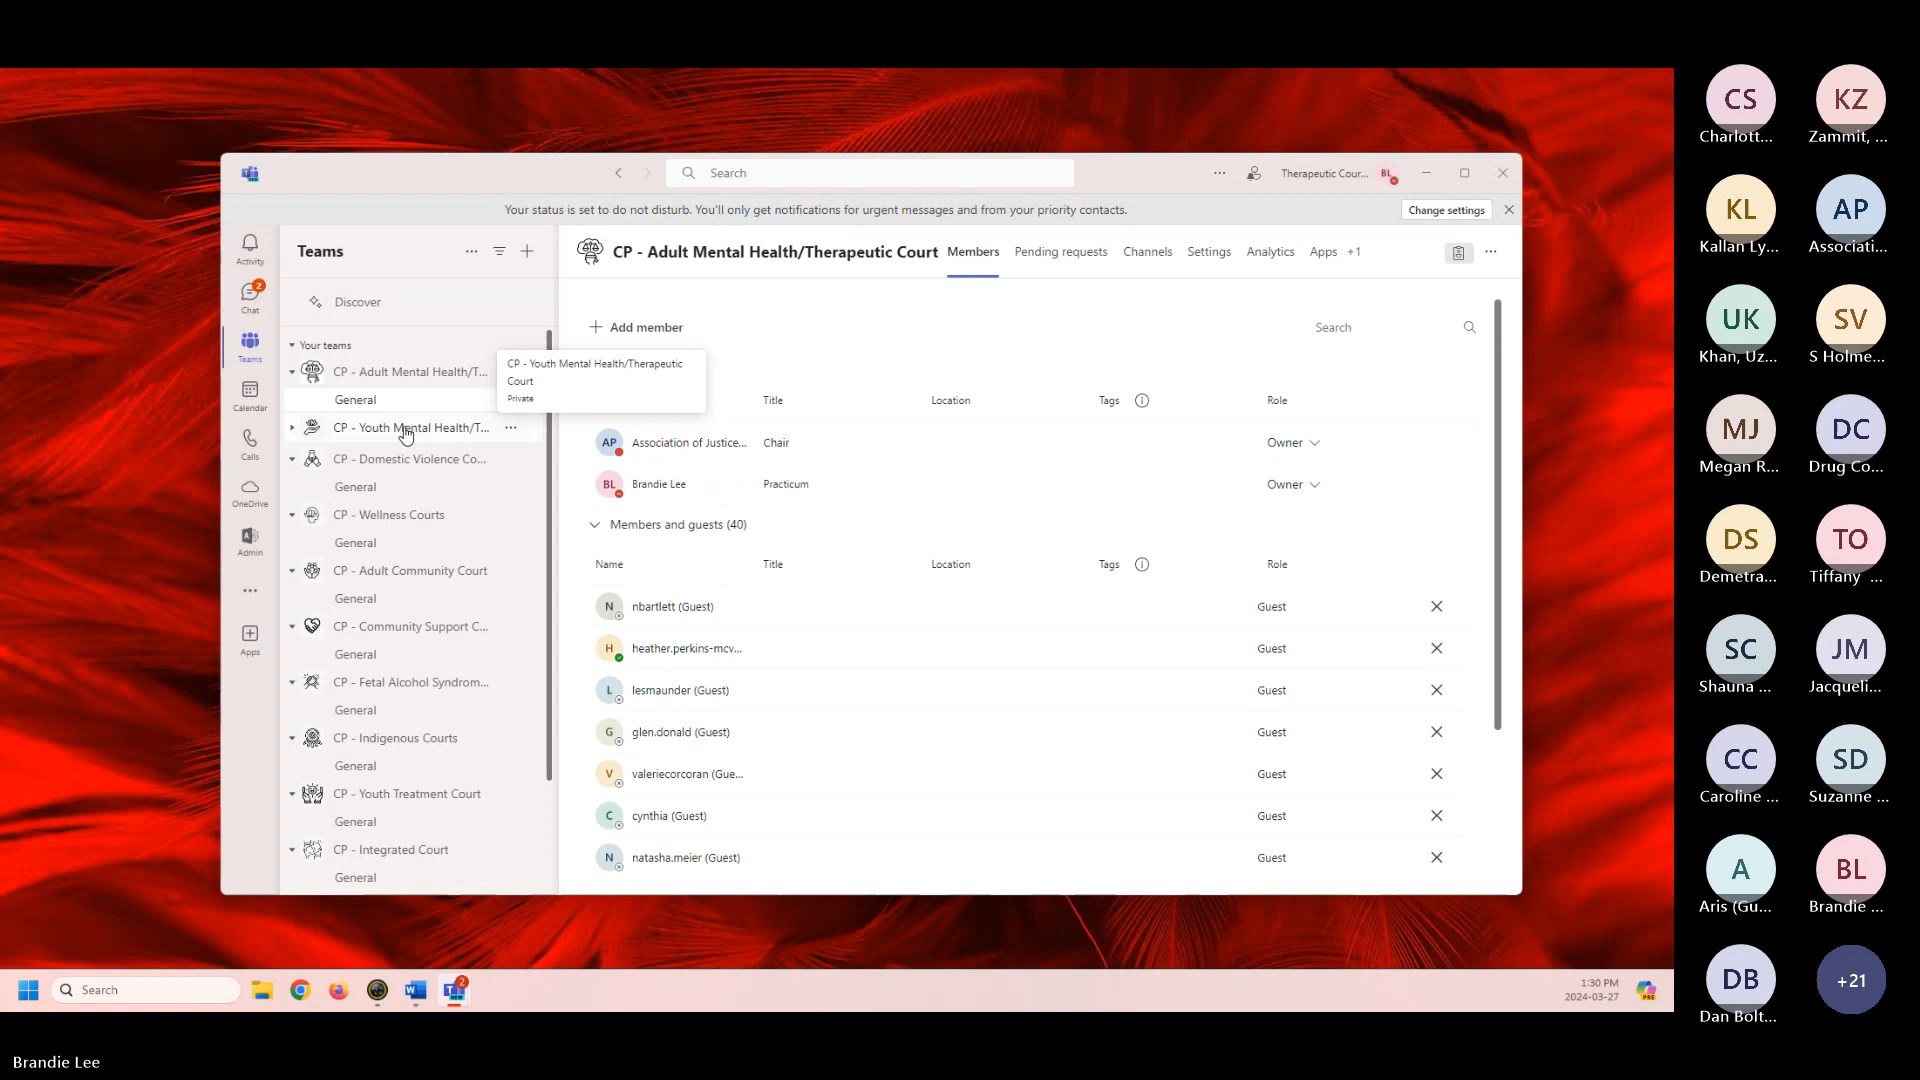 Search
Therapeutic Cour...
BL
Your status is set to do not disturb. You'll only get notifications for urgent messages and from your priority contacts.
Change settings
Activity
Chat
2
Teams
Calendar
Calls
OneDrive
Admin
Apps
Teams
Discover
Your teams
CP - Adult Mental Health/T...
General
CP - Youth Mental Health/T...
CP - Domestic Violence Co...
General
CP - Wellness Courts
General
CP - Adult Community Court
General
CP - Community Support C...
General
CP - Fetal Alcohol Syndrom...
General
CP - Indigenous Courts
General
CP - Youth Treatment Court
General
CP - Integrated Court
General
CP - Youth Mental Health/Therapeutic
Court
Private
CP - Adult Mental Health/Therapeutic Court
Members
Pending requests
Channels
Settings
Analytics
Apps
+1
Add member
Search
Title
Location
Tags
Role
AP
Association of Justice...
Chair
Owner
BL
Brandie Lee
Practicum
Owner
Members and guests (40)
Name
Title
Location
Tags
Role
N
nbartlett (Guest)
Guest
H
heather.perkins-mcv...
Guest
L
lesmaunder (Guest)
Guest
G
glen.donald (Guest)
Guest
V
valeriecorcoran (Gue...
Guest
C
cynthia (Guest)
Guest
N
natasha.meier (Guest)
Guest
Search
W
T
NEW
2
1:30 PM
2024-03-27
PRE
CS
Charlott...
KZ
Zammit, ...
KL
Kallan Ly...
AP
Associati...
UK
Khan, Uz...
SV
S Holme...
MJ
Megan R...
DC
Drug Co...
DS
Demetra...
TO
Tiffany ...
SC
Shauna ...
JM
Jacqueli...
CC
Caroline ...
SD
Suzanne ...
A
Aris (Gu...
BL
Brandie ...
DB
Dan Bolt...
+21
Brandie Lee